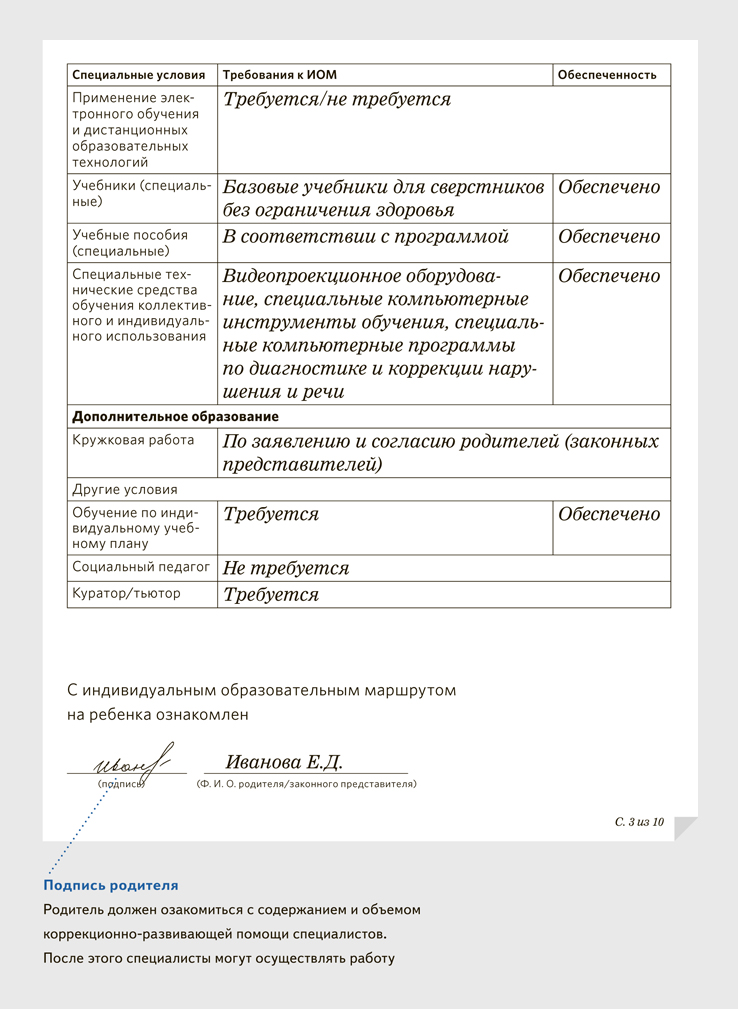 Специальные условия Требования к ИОМ Обеспеченность
Применение элек- Требуется/не требуется
тронного обучения
и дистанционных
образовательных
технологий
Учебники (специаль- Базовые учебники для сверстников Обеспечено
ные) без ограничения здоровья
Учебные пособия В соответствии с программой Обеспечено
(специальные)
Специальные тех- Видеопроекционное оборудова- Обеспечено
нические средства ние, специальные компьютерные
обучения коллектив- инструменты обучения, специаль-
ного и индивидуаль- ные компьютерные программы
ного использования по диагностике и коррекции нару-
шения и речи
Дополнительное образование
Кружковая работа По заявлению и согласию родителей (законных
представителей)
Другие условия
Обучение по инди- Требуется Обеспечено
видуальному учеб-
ному плану
Социальный педагог Не требуется
Куратор/тьютор Требуется
С индивидуальным образовательным маршрутом
на ребенка ознакомлен
Иванова Е.Д.
(подпись) (Ф. И. О. родителя/законного представителя)
С. 3 из 10
Подпись родителя
Родитель должен озакомиться с содержанием и объемом
коррекционно-развивающей помощи специалистов.
После этого специалисты могут осуществлять работу